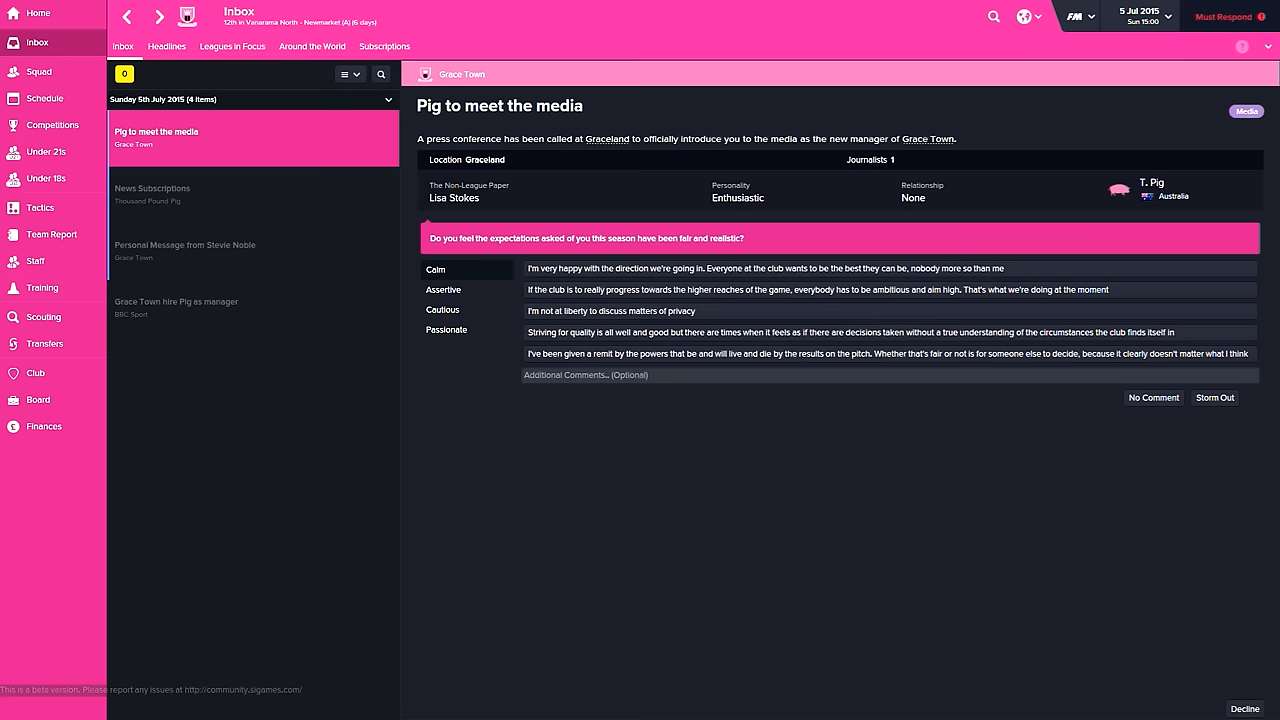 Home
Inbox
Squad
Schedule
Competitions
Under 21s
Under 18s
Tactics
Team Report
Staff
Training
Scouting
Transfers
Club
Board
Finances
Inbox
12th in Vanarama North - Newmarket (A) (6 days)
FM
5 Jul 2015
Sun 15:00
Must Respond
Inbox Headlines Leagues in Focus Around the World Subscriptions
0
Sunday 5th July 2015 (4 items)
Pig to meet the media
Grace Town
News Subscriptions
Thousand Pound Pig
Personal Message from Stevie Noble
Grace Town
Grace Town hire Pig as manager
BBC Sport
Grace Town
Pig to meet the media
Media
A press conference has been called at Graceland to officially introduce you to the media as the new manager of Grace Town.
Location Graceland Journalists 1
The Non-League Paper Personality Relationship
Lisa Stokes Enthusiastic None
T. Pig
Australia
Do you feel the expectations asked of you this season have been fair and realistic?
Calm
Assertive
Cautious
Passionate
I'm very happy with the direction we're going in. Everyone at the club wants to be the best they can be, nobody more so than me
If the club is to really progress towards the higher reaches of the game, everybody has to be ambitious and aim high. That's what we're doing at the moment
I'm not at liberty to discuss matters of privacy
Striving for quality is all well and good but there are times when it feels as if there are decisions taken without a true understanding of the circumstances the club finds itself in
I've been given a remit by the powers that be and will live and die by the results on the pitch. Whether that's fair or not is for someone else to decide, because it clearly doesn't matter what I think
Additional Comments.. (Optional)
No Comment Storm Out
This is a beta version. Please report any issues at http://community.sigames.com/
Decline